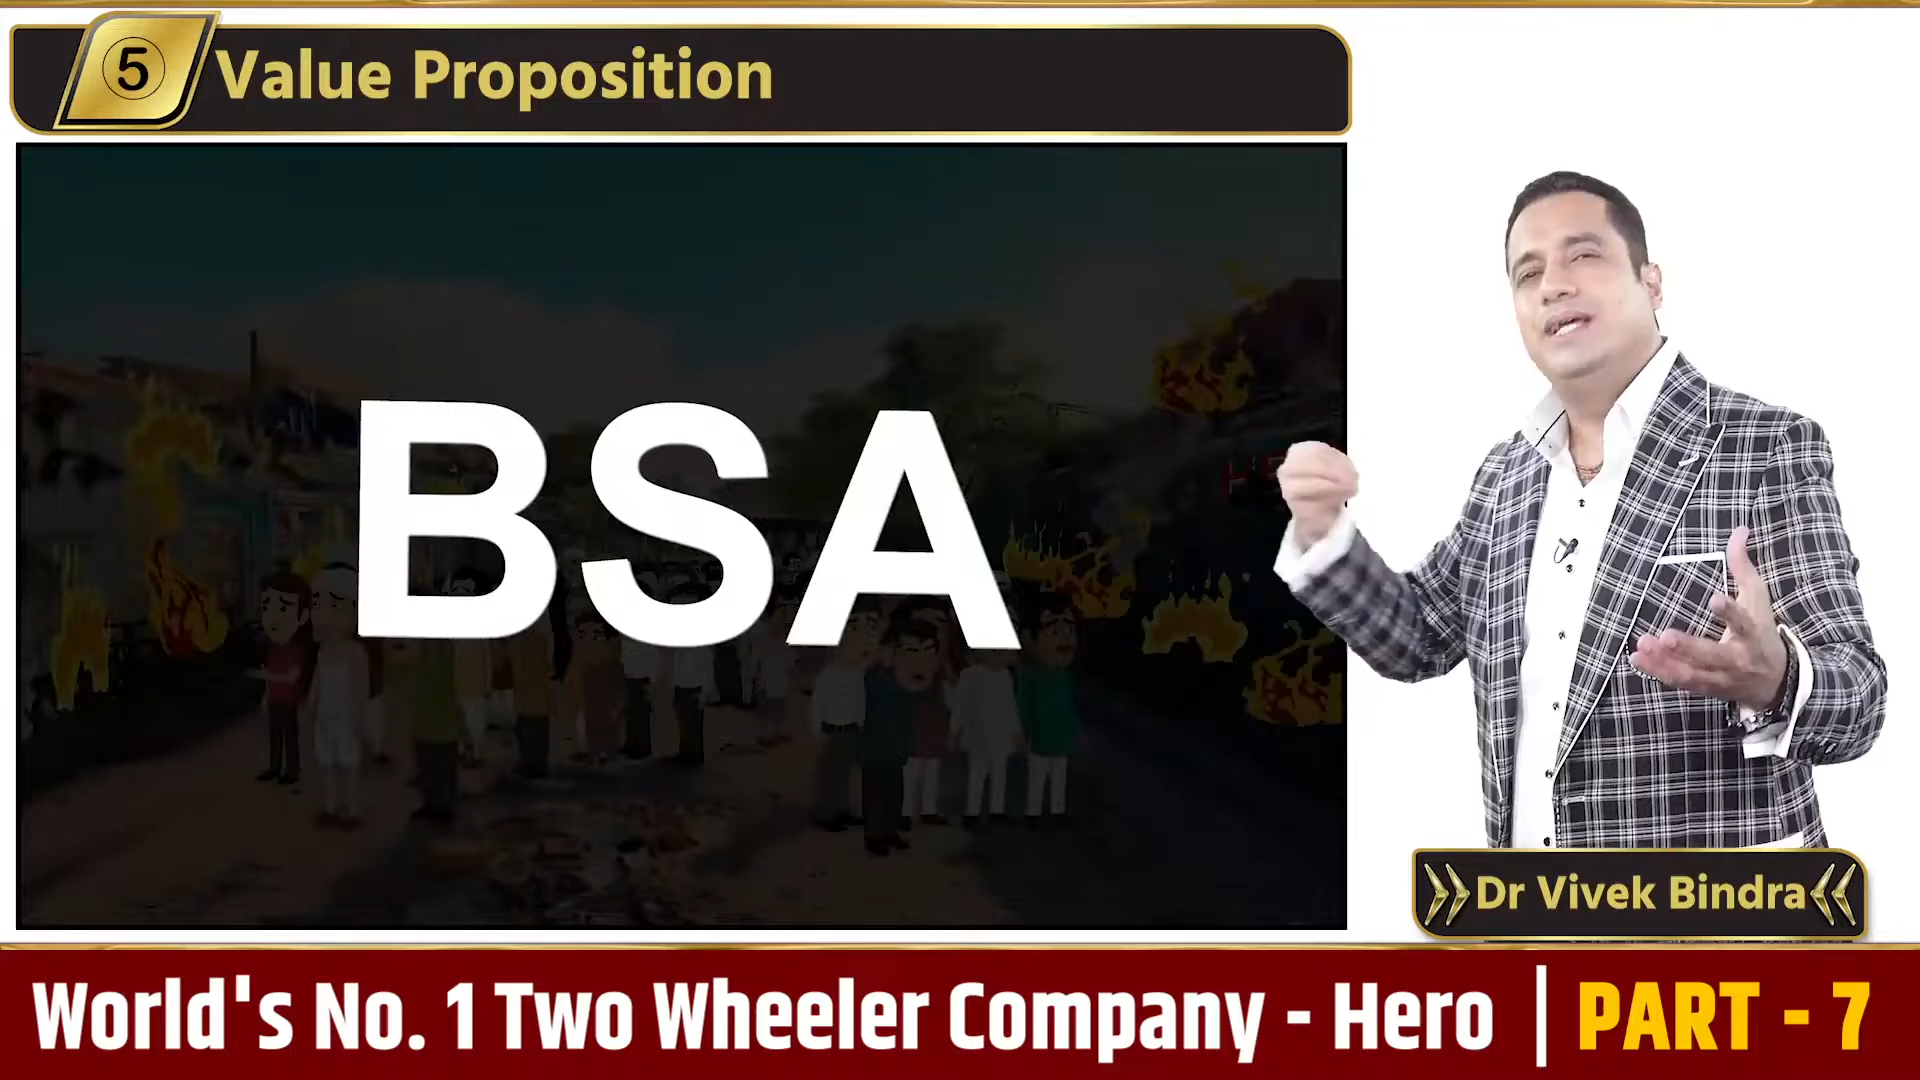 5 Value Proposition
BSA
Dr Vivek Bindra
World's No. 1 Two Wheeler Company - Hero | PART - 7